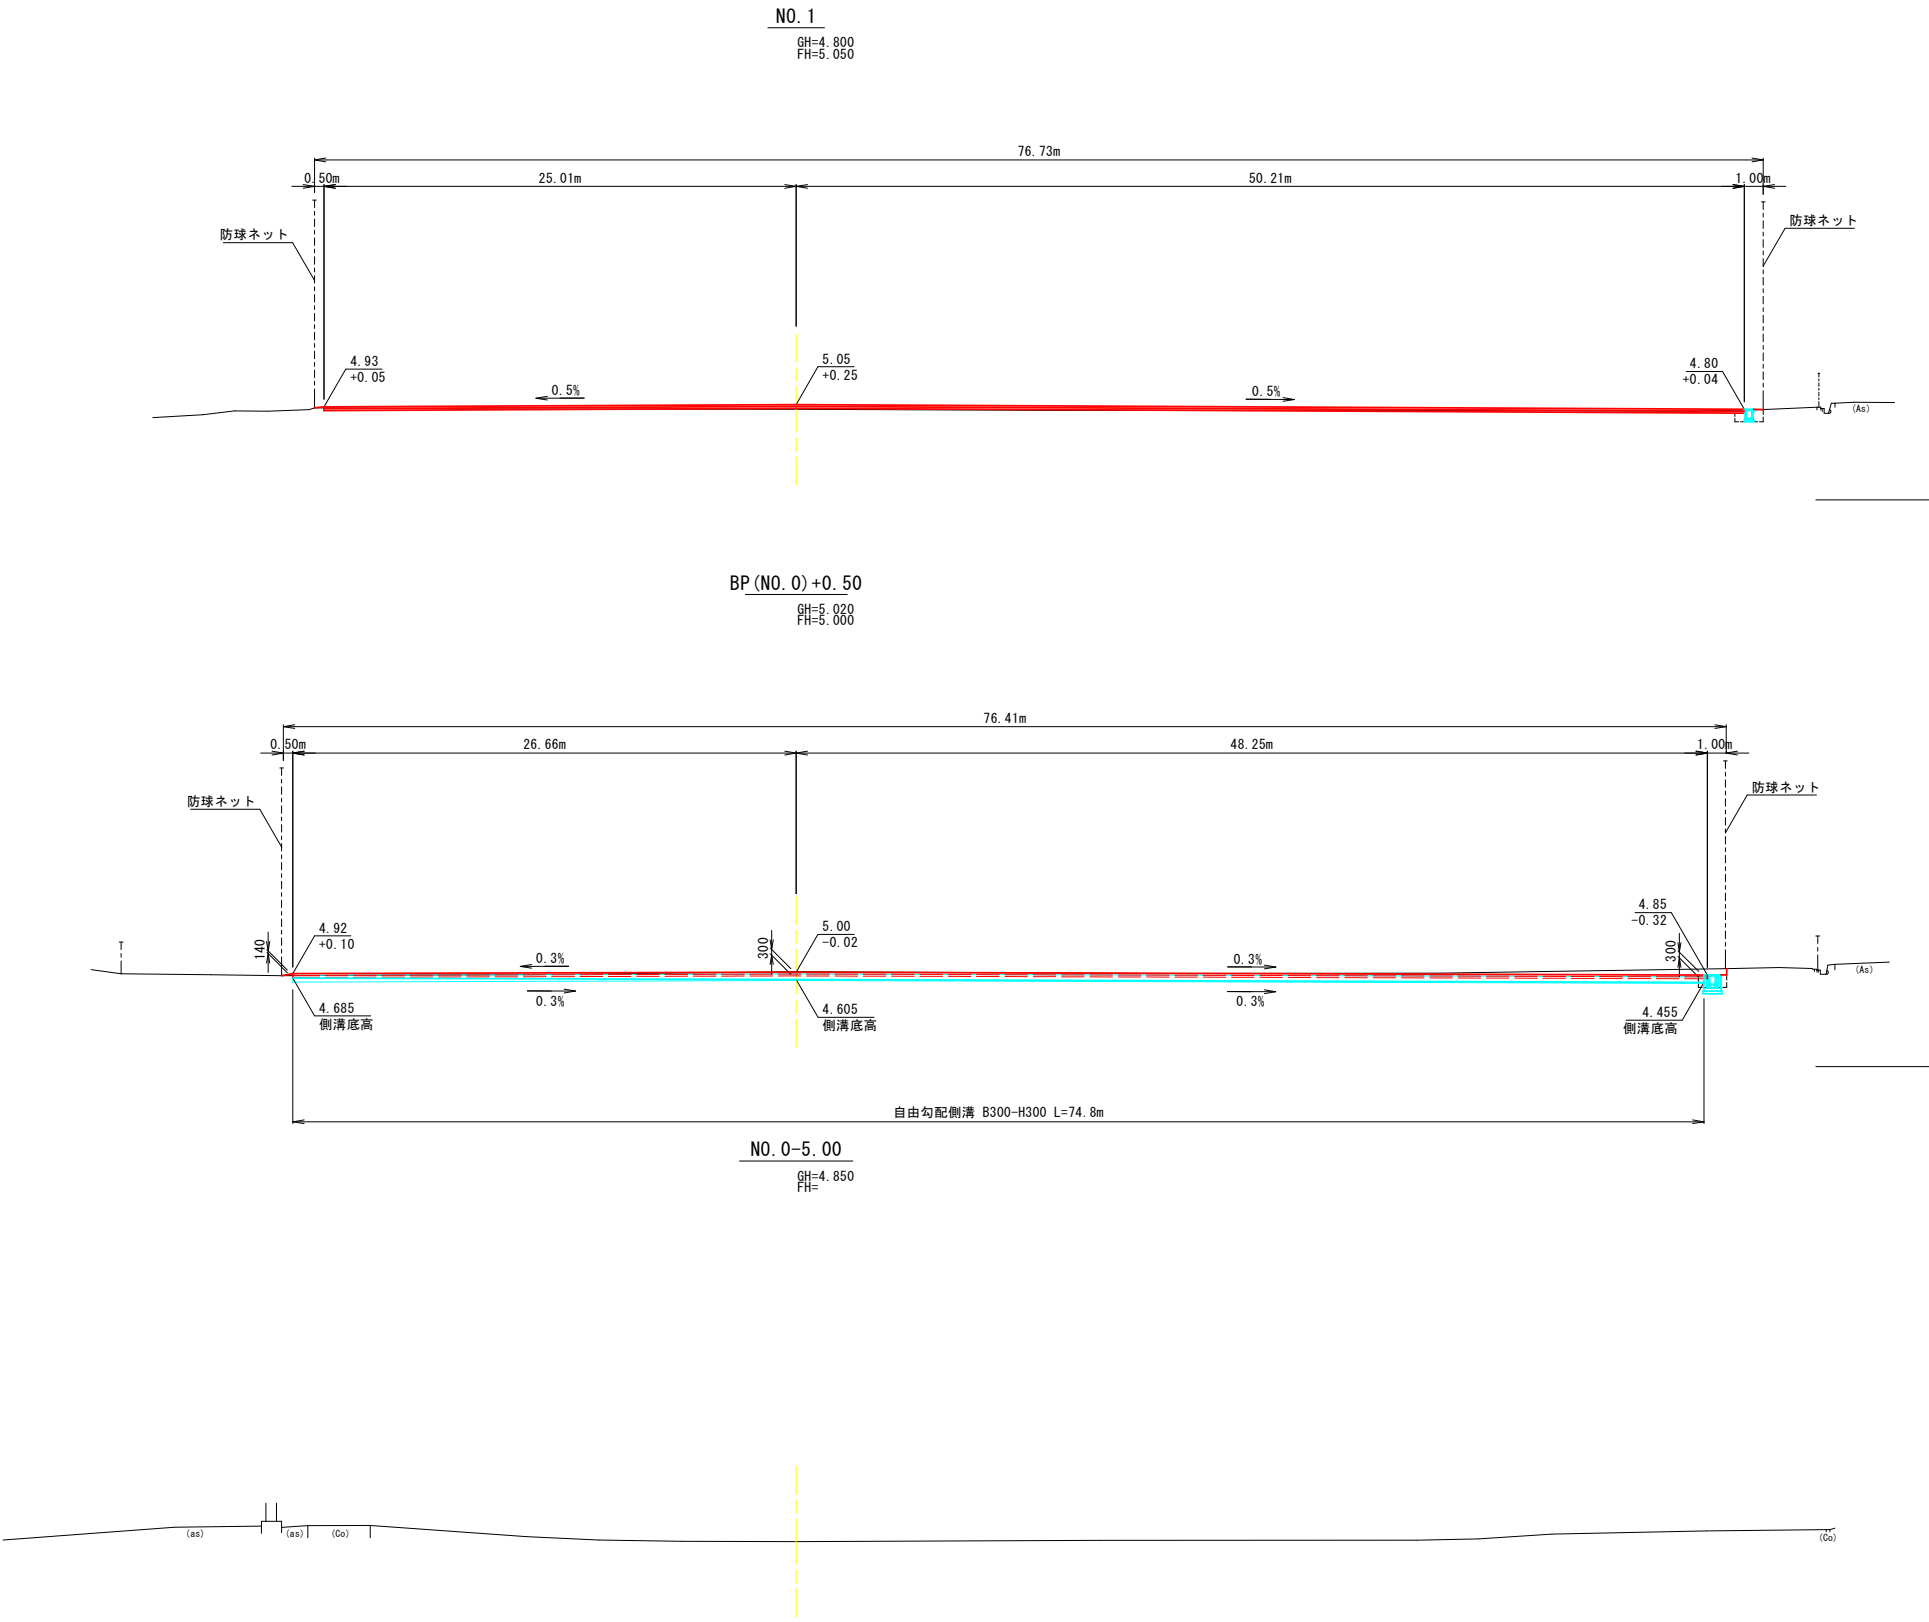 NO.1
GH=4.800
FH=5.050
76.73m
0.50m 25.01m 50.21m 1.00m
防球ネット 防球ネット
4.93
+0.05
5.05
+0.25
4.80
+0.04
0.5% 0.5%
(As)
BP(NO.0)+0.50
GH=5.020
FH=5.000
76.41m
0.50m 26.66m 48.25m 1.00m
防球ネット 防球ネット
140
4.92
+0.10
300
5.00
-0.02
4.85
-0.32
300
0.3% 0.3%
(As)
0.3% 0.3%
4.685
側溝底高
4.605
側溝底高
4.455
側溝底高
自由勾配側溝 B300-H300 L=74.8m
NO.0-5.00
GH=4.850
FH=
(as) (as) (Co) (Co)